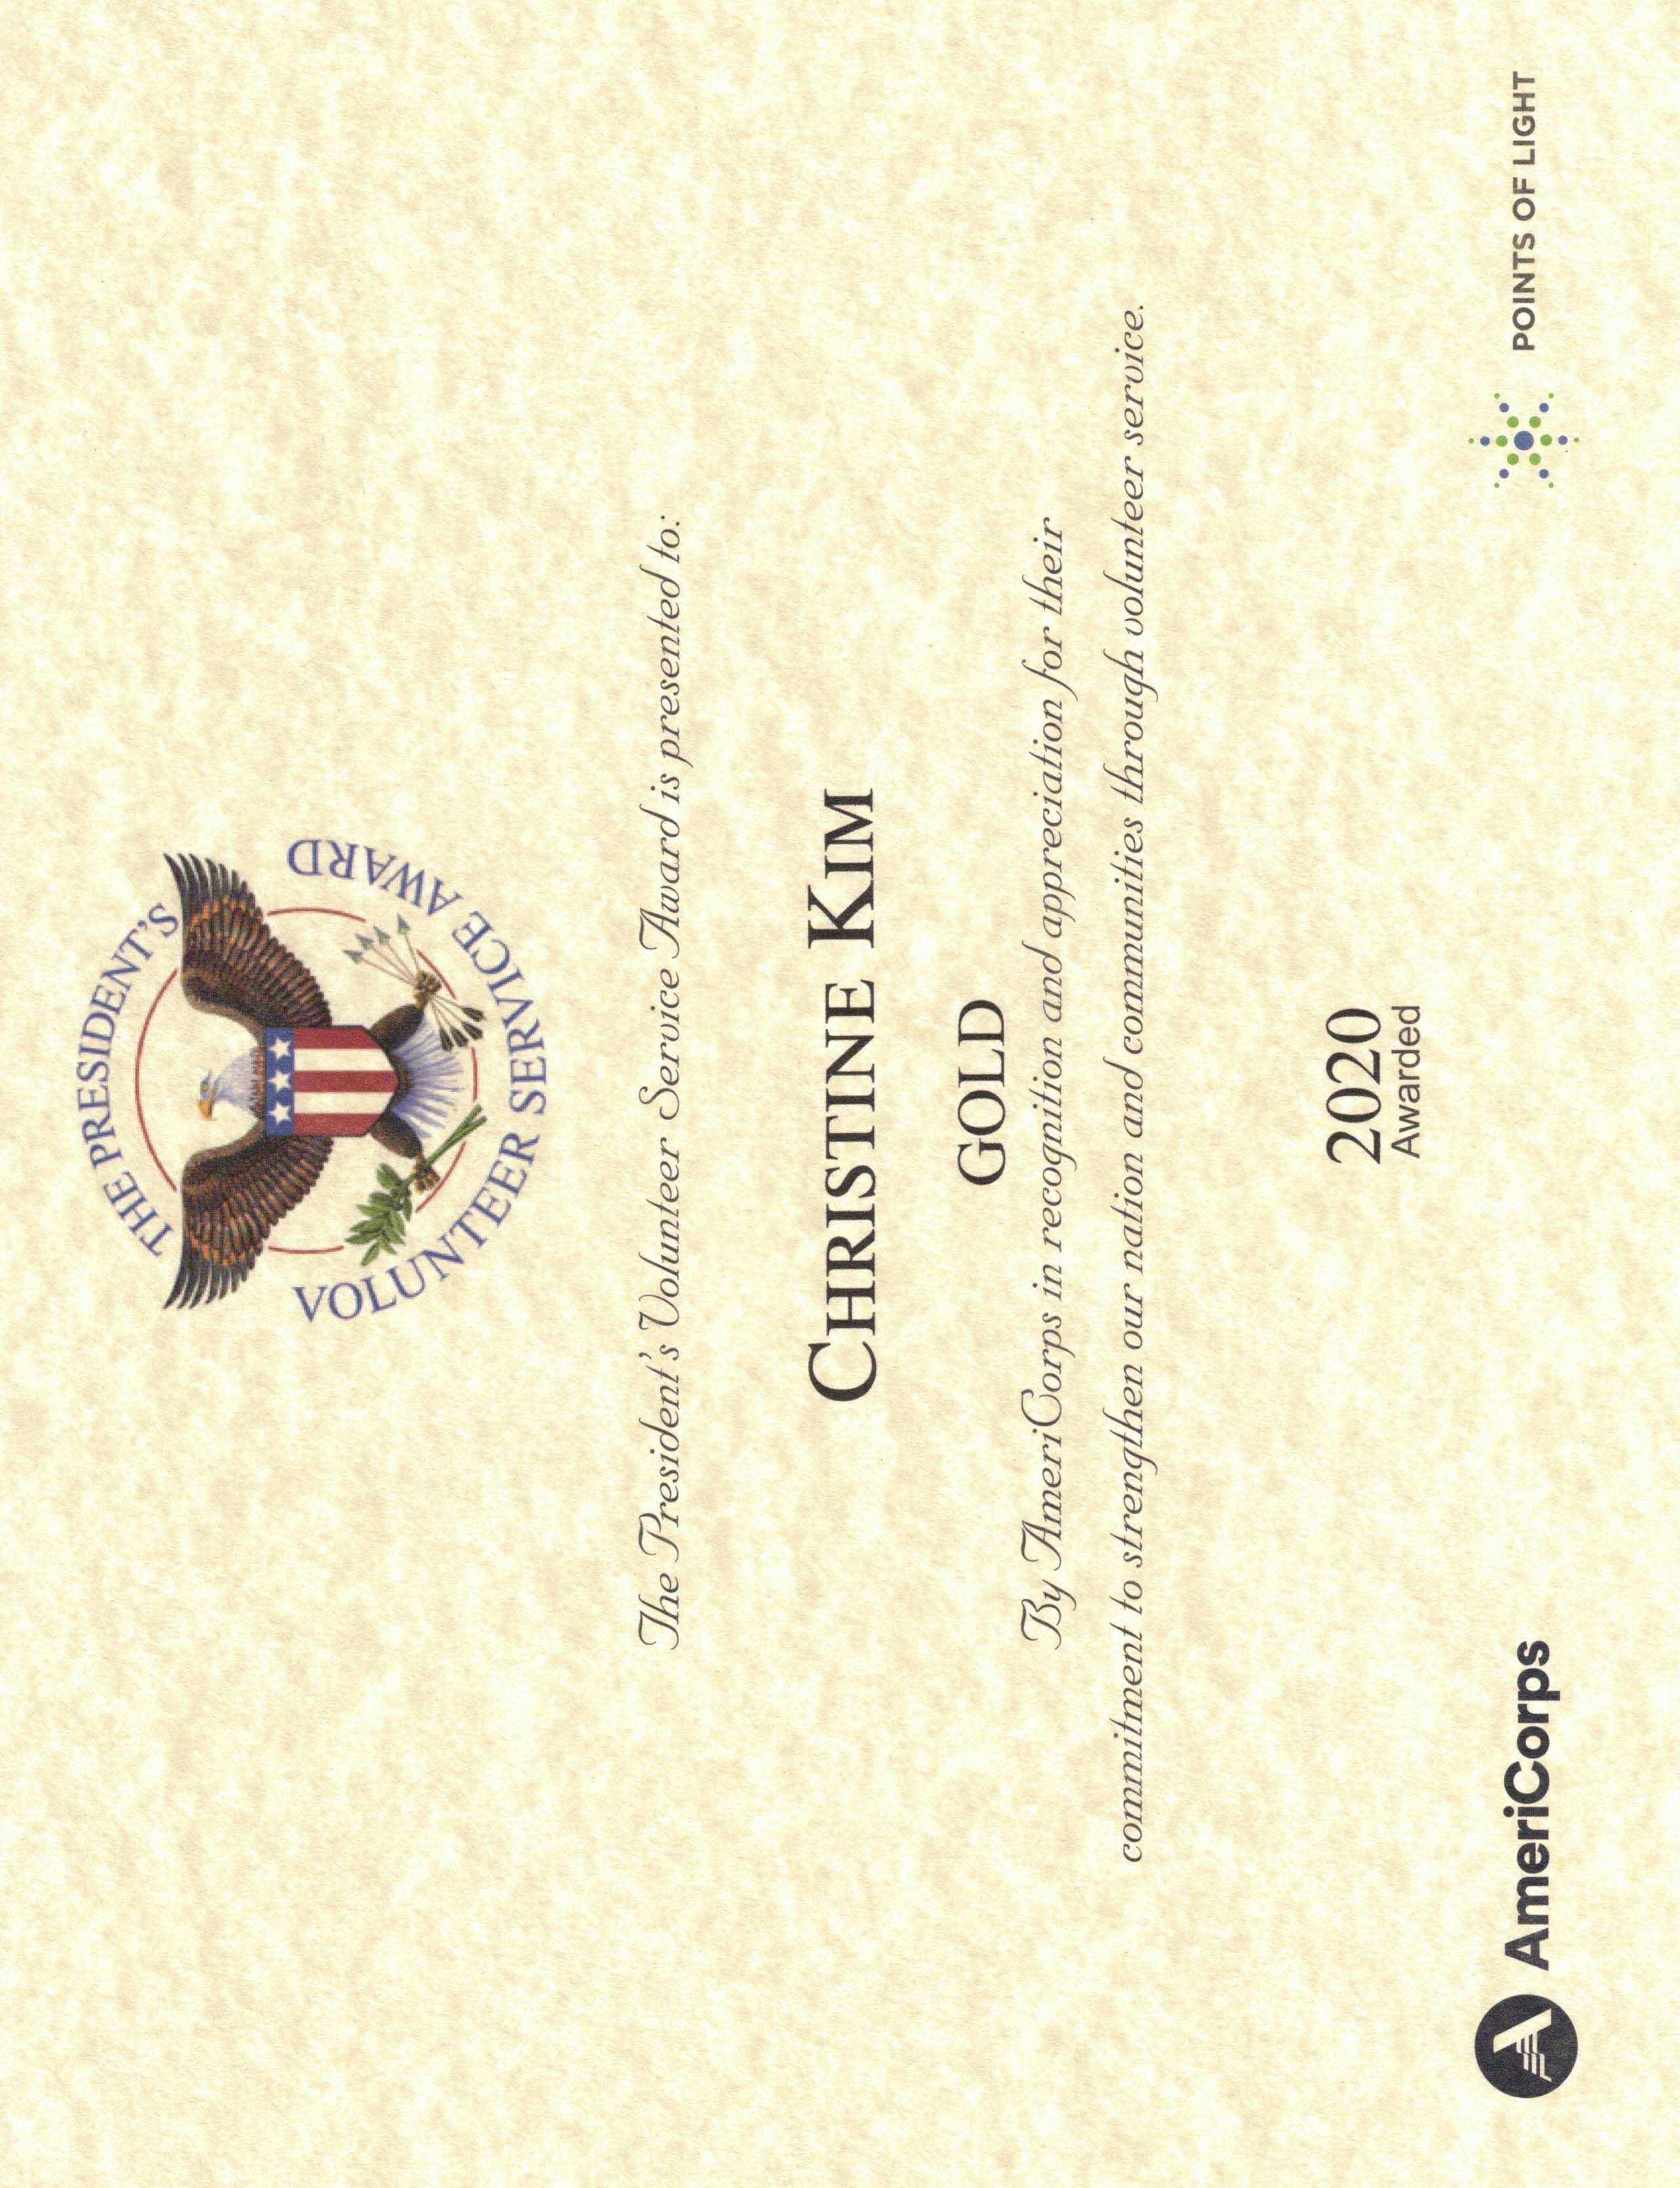 THE PRESIDENT'S
VOLUNTEER SERVICE AWARD
The President's Volunteer Service Award is presented to:
CHRISTINE KIM
GOLD
By AmeriCorps in recognition and appreciation for their
commitment to strengthen our nation and communities through volunteer service.
2020
Awarded
AmeriCorps
POINTS OF LIGHT